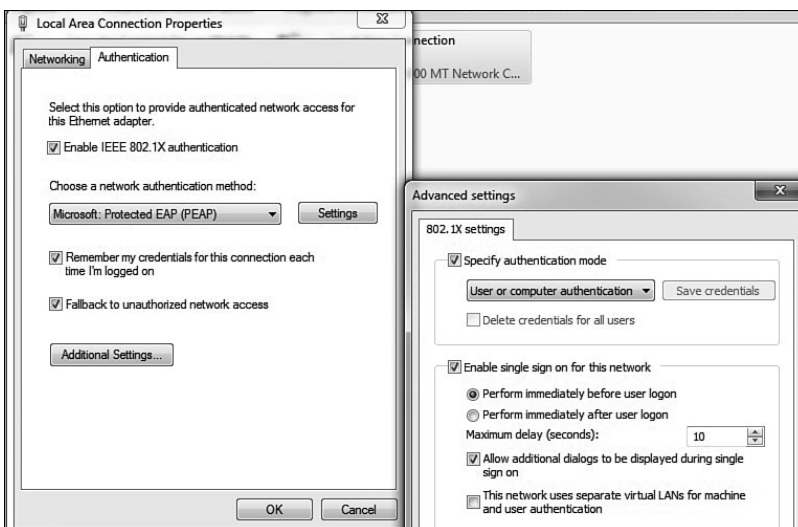 Local Area Connection Properties
Networking
Authentication
Select this option to provide authenticated network access for
this Ethernet adapter.
Enable IEEE 802.1X authentication
Choose a network authentication method:
Microsoft: Protected EAP (PEAP)
Settings
Remember my credentials for this connection each
time I'm logged on
Fallback to unauthorized network access
Additional Settings...
OK
Cancel
nection
00 MT Network C...
Advanced settings
802.1X settings
Specify authentication mode
User or computer authentication
Save credentials
Delete credentials for all users
Enable single sign on for this network
Perform immediately before user logon
Perform immediately after user logon
Maximum delay (seconds):
10
Allow additional dialogs to be displayed during single
sign on
This network uses separate virtual LANs for machine
and user authentication